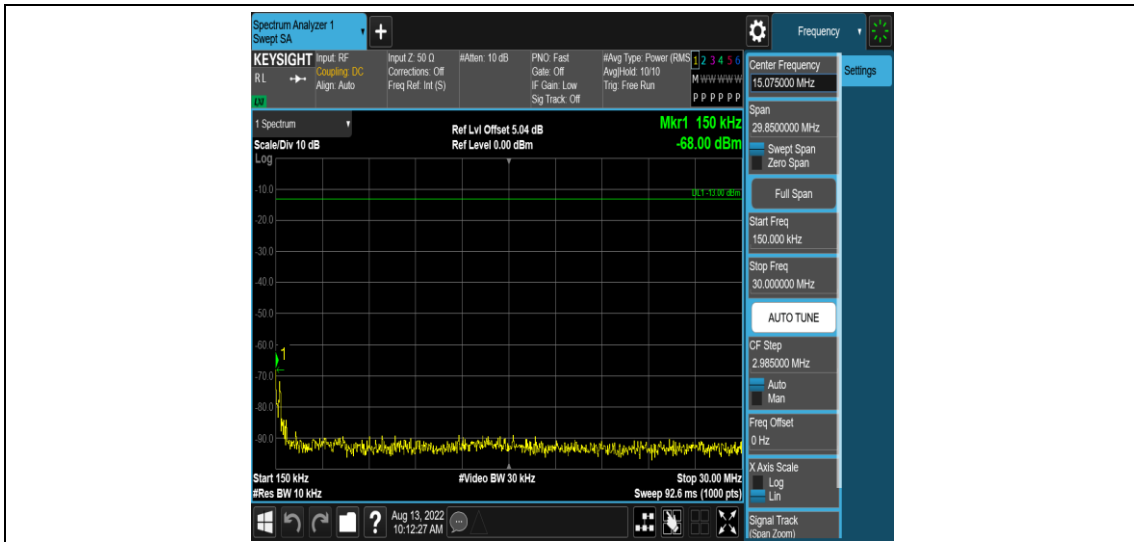 Spectrum Analyzer 1
Swept SA
+
Frequency
KEYSIGHT
RL
LM
Input: RF
Coupling: DC
Align: Auto
Input Z: 50 Ω
Corrections: Off
Freq Ref: Int (S)
#Atten: 10 dB
PNO: Fast
Gate: Off
IF Gain: Low
Sig Track: Off
#Avg Type: Power (RMS
Avg|Hold: 10/10
Trig: Free Run
1 2 3 4 5 6
M W W W W W
P P P P P P
Center Frequency
15.075000 MHz
Settings
1 Spectrum
Scale/Div 10 dB
Log
Ref Lvl Offset 5.04 dB
Ref Level 0.00 dBm
Mkr1 150 kHz
-68.00 dBm
Span
29.8500000 MHz
Swept Span
Zero Span
Full Span
Start Freq
150.000 kHz
Stop Freq
30.000000 MHz
AUTO TUNE
CF Step
2.985000 MHz
Auto
Man
Freq Offset
0 Hz
X Axis Scale
Log
Lin
Signal Track
(Span Zoom)
DL1 -13.00 dBm
-10.0
-20.0
-30.0
-40.0
-50.0
-60.0
1
-70.0
-80.0
-90.0
Start 150 kHz
#Res BW 10 kHz
#Video BW 30 kHz
Stop 30.00 MHz
Sweep 92.6 ms (1000 pts)
?
Aug 13, 2022
10:12:27 AM